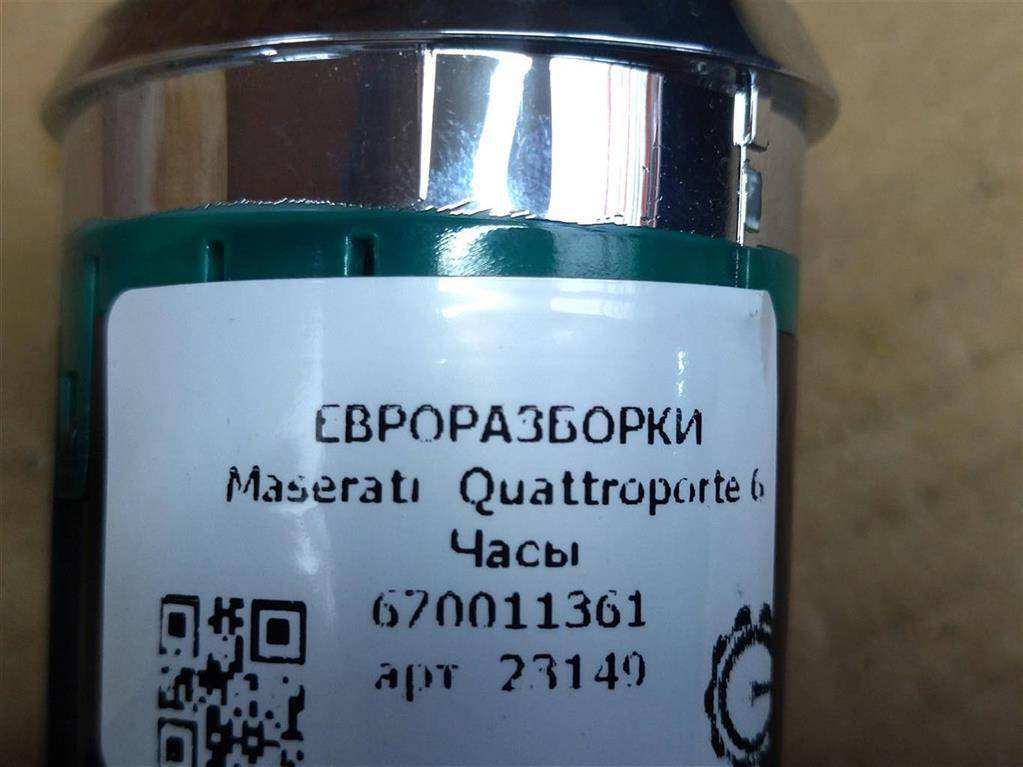 ЕВРОРАЗБОРКИ
Maserati Quattroporte 6
Часы
670011361
арт 23149